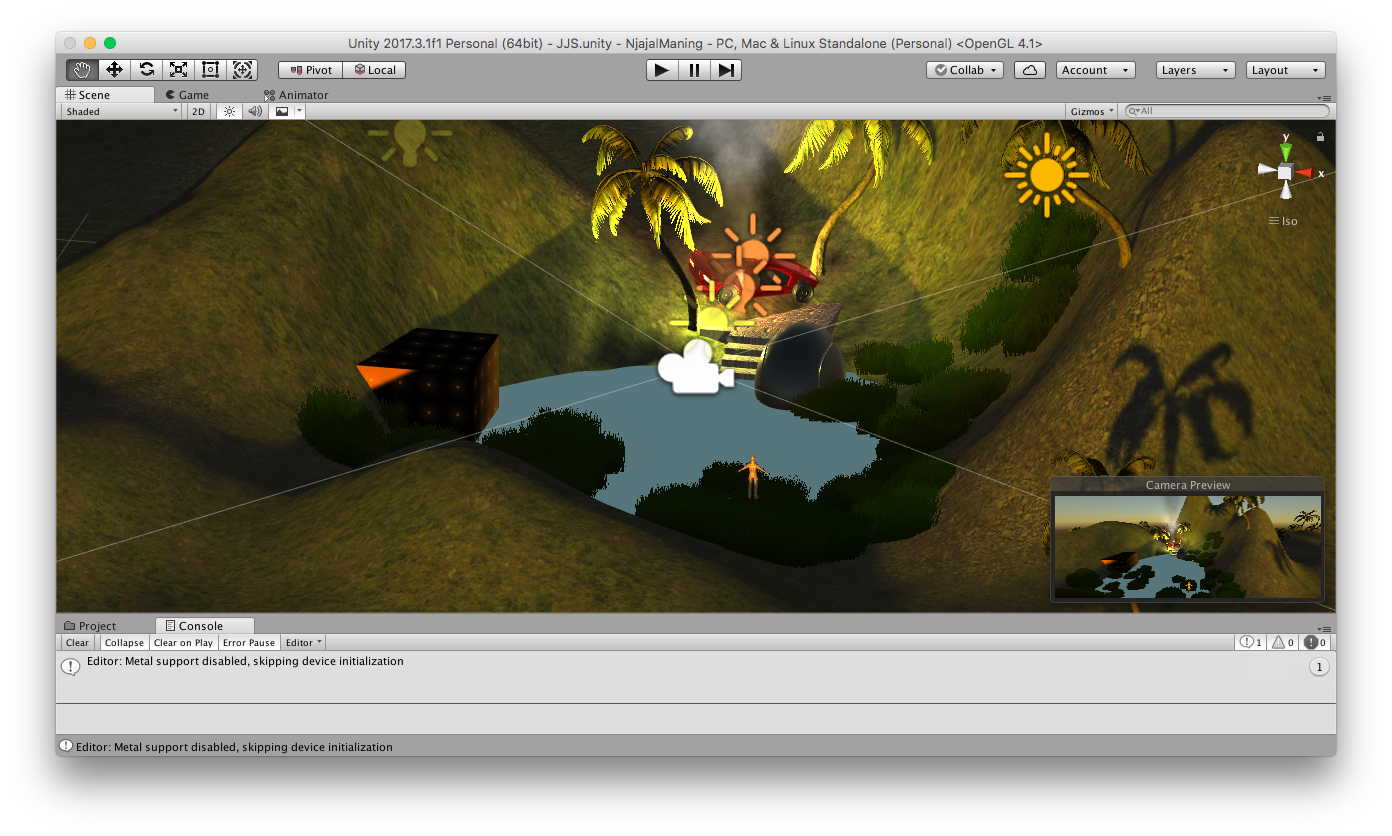 Unity 2017.3.1f1 Personal (64bit) - JJS.unity - NjajalManing - PC, Mac & Linux Standalone (Personal) <OpenGL 4.1>
Pivot Local Collab Account Layers Layout
Scene Game Animator
Shaded 2D Gizmos All
y
x
Iso
Camera Preview
Project Console
Clear Collapse Clear on Play Error Pause Editor 1 0 0
Editor: Metal support disabled, skipping device initialization 1
Editor: Metal support disabled, skipping device initialization